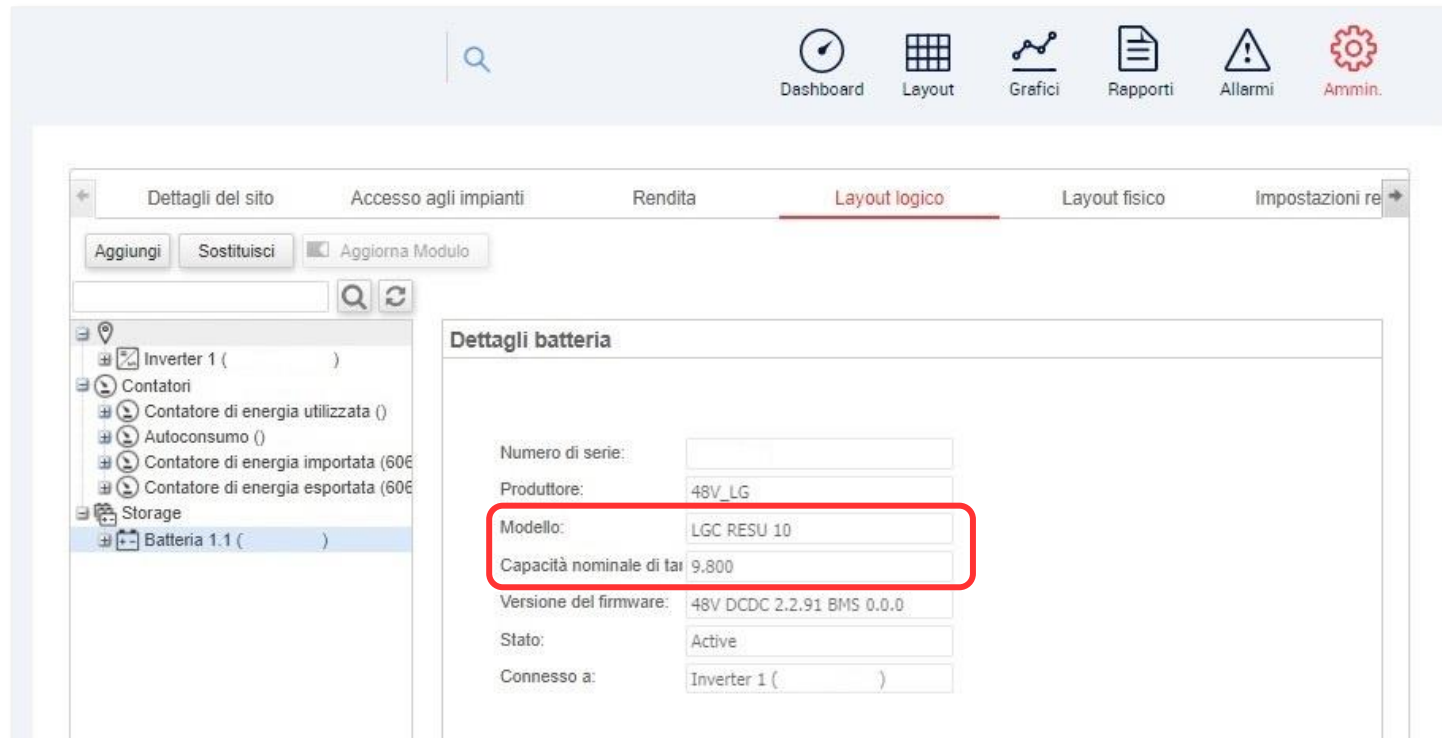 Dashboard Layout Grafici Rapporti Allarmi Ammin.
Dettagli del sito Accesso agli impianti Rendita Layout logico Layout fisico Impostazioni re
Aggiungi Sostituisci Aggiorna Modulo
Dettagli batteria
Inverter 1 ( )
Contatori
Contatore di energia utilizzata ()
Autoconsumo ()
Contatore di energia importata (606
Contatore di energia esportata (606
Storage
Batteria 1.1 ( )
Numero di serie:
Produttore: 48V_LG
Modello: LGC RESU 10
Capacità nominale di tar 9.800
Versione del firmware: 48V DCDC 2.2.91 BMS 0.0.0
Stato: Active
Connesso a: Inverter 1 ( )